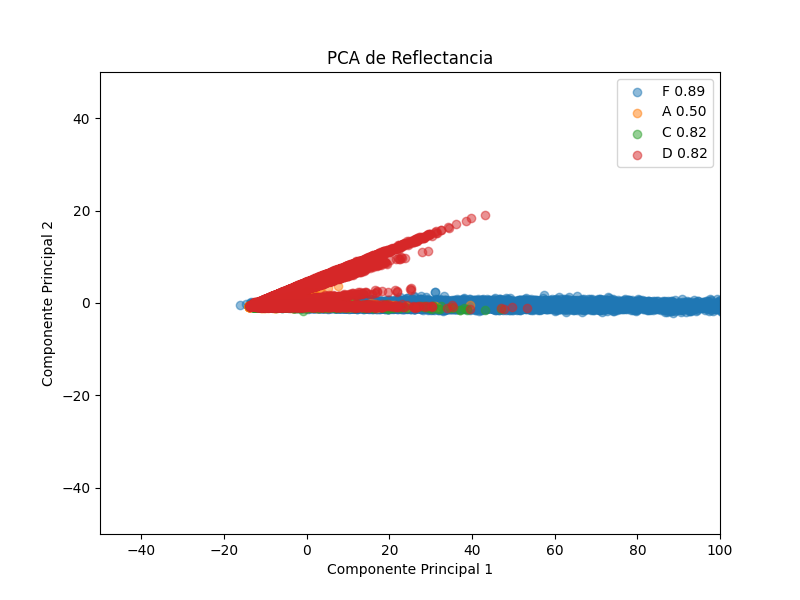 PCA de Reflectancia
F 0.89
A 0.50
C 0.82
D 0.82
Componente Principal 2
40
20
0
−20
−40
−40 −20 0 20 40 60 80 100
Componente Principal 1